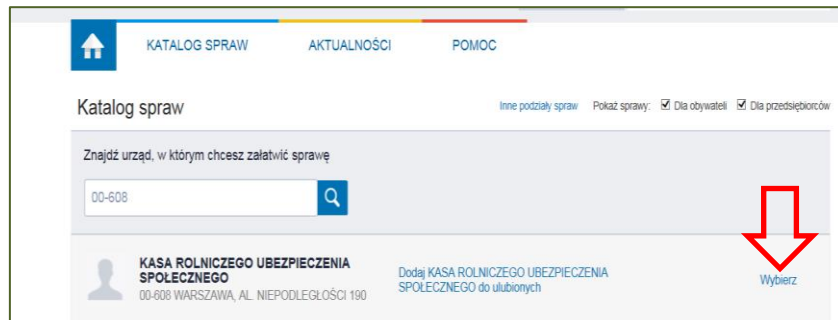 KATALOG SPRAW AKTUALNOŚCI POMOC
Katalog spraw Inne podziały spraw Pokaż sprawy: Dla obywateli Dla przedsiębiorców
Znajdź urząd, w którym chcesz załatwić sprawę
00-608
KASA ROLNICZEGO UBEZPIECZENIA
SPOŁECZNEGO
00-608 WARSZAWA, AL. NIEPODLEGŁOŚCI 190
Dodaj KASA ROLNICZEGO UBEZPIECZENIA
SPOŁECZNEGO do ulubionych
Wybierz